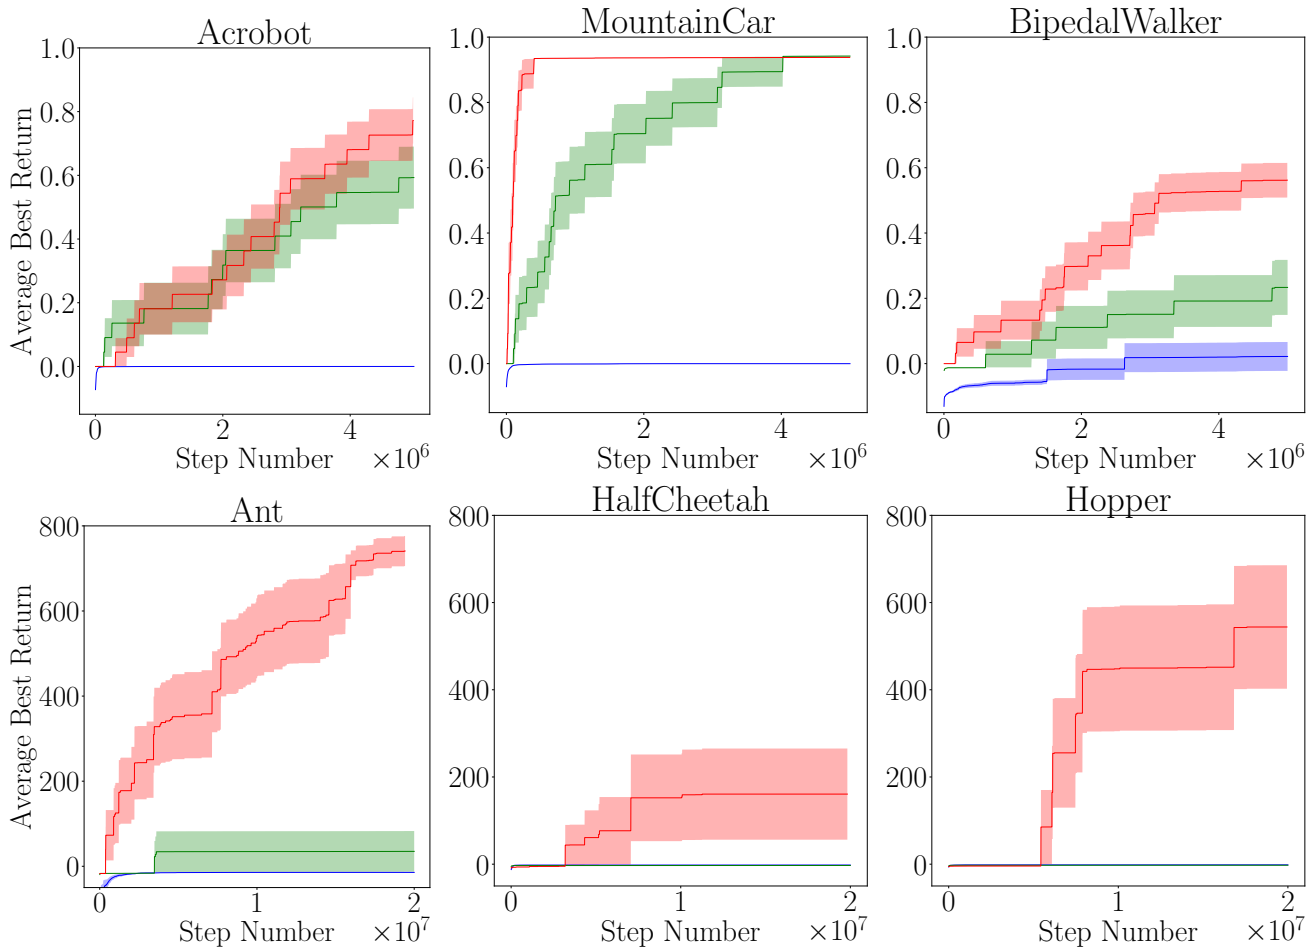 Acrobot
MountainCar
BipedalWalker
Average Best Return
1.0
0.8
0.6
0.4
0.2
0.0
0 2 4
Step Number ×10⁶
1.0
0.8
0.6
0.4
0.2
0.0
0 2 4
Step Number ×10⁶
1.0
0.8
0.6
0.4
0.2
0.0
0 2 4
Step Number ×10⁶
Ant
HalfCheetah
Hopper
Average Best Return
800
600
400
200
0
0 1 2
Step Number ×10⁷
800
600
400
200
0
0 1 2
Step Number ×10⁷
800
600
400
200
0
0 1 2
Step Number ×10⁷